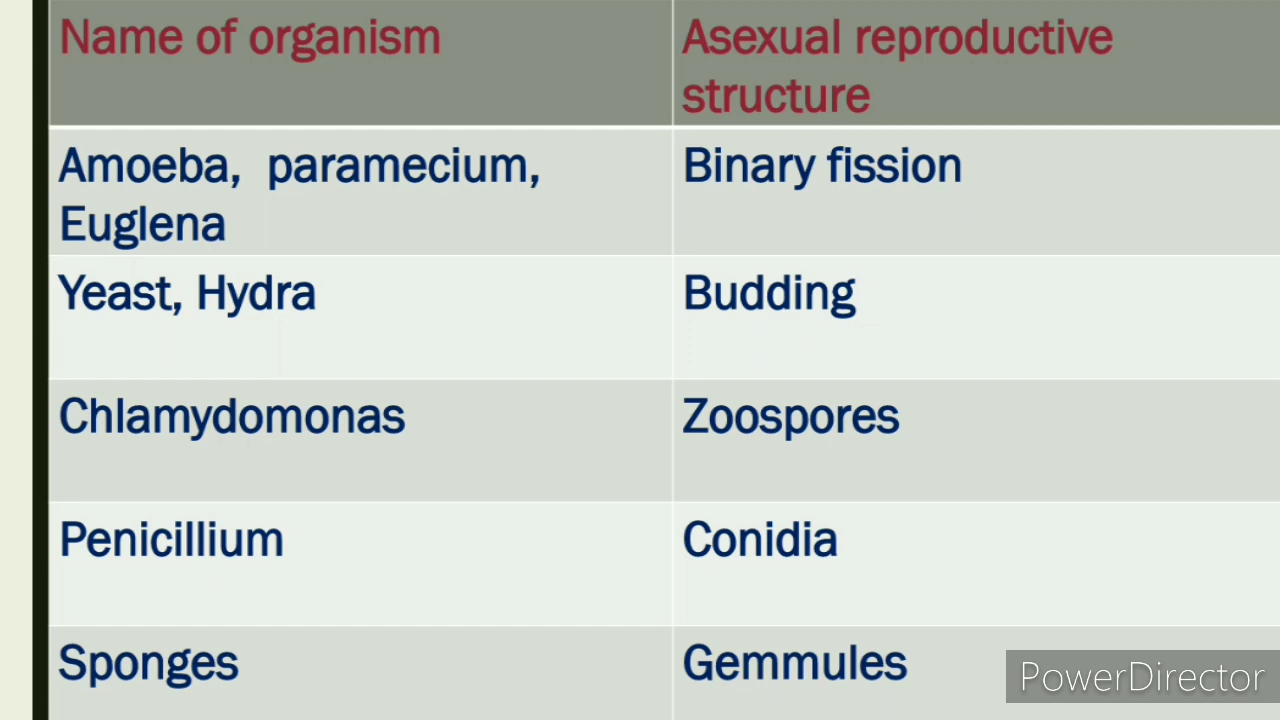 Name of organism
Asexual reproductive
structure
Amoeba, paramecium,
Euglena
Binary fission
Yeast, Hydra
Budding
Chlamydomonas
Zoospores
Penicillium
Conidia
Sponges
Gemmules
PowerDirector